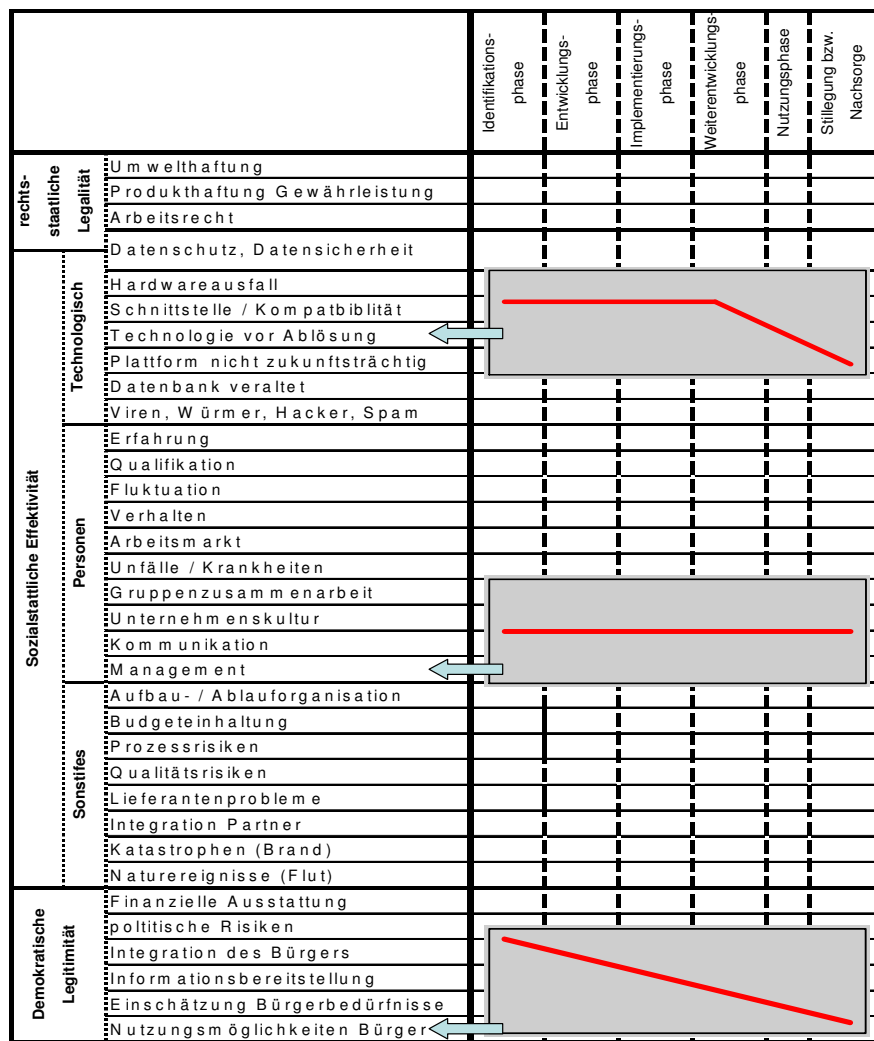 Identifikations-
phase
Entwicklungs-
phase
Implementierungs-
phase
Weiterentwicklungs-
phase
Nutzungsphase
Stillegung bzw.
Nachsorge
rechts-
staatliche
Legalität
Umwelthaftung
Produkthaftung Gewährleistung
Arbeitsrecht
Sozialstattliche Effektivität
Technologisch
Datenschutz, Datensicherheit
Hardwareausfall
Schnittstelle / Kompatbiblität
Technologie vor Ablösung
Plattform nicht zukunftsträchtig
Datenbank veraltet
Viren, Würmer, Hacker, Spam
Personen
Erfahrung
Qualifikation
Fluktuation
Verhalten
Arbeitsmarkt
Unfälle / Krankheiten
Gruppenzusammenarbeit
Unternehmenskultur
Kommunikation
Management
Sonstifes
Aufbau- / Ablauforganisation
Budgeteinhaltung
Prozessrisiken
Qualitätsrisiken
Lieferantenprobleme
Integration Partner
Katastrophen (Brand)
Naturereignisse (Flut)
Demokratische
Legitimität
Finanzielle Ausstattung
poltitische Risiken
Integration des Bürgers
Informationsbereitstellung
Einschätzung Bürgerbedürfnisse
Nutzungsmöglichkeiten Bürger